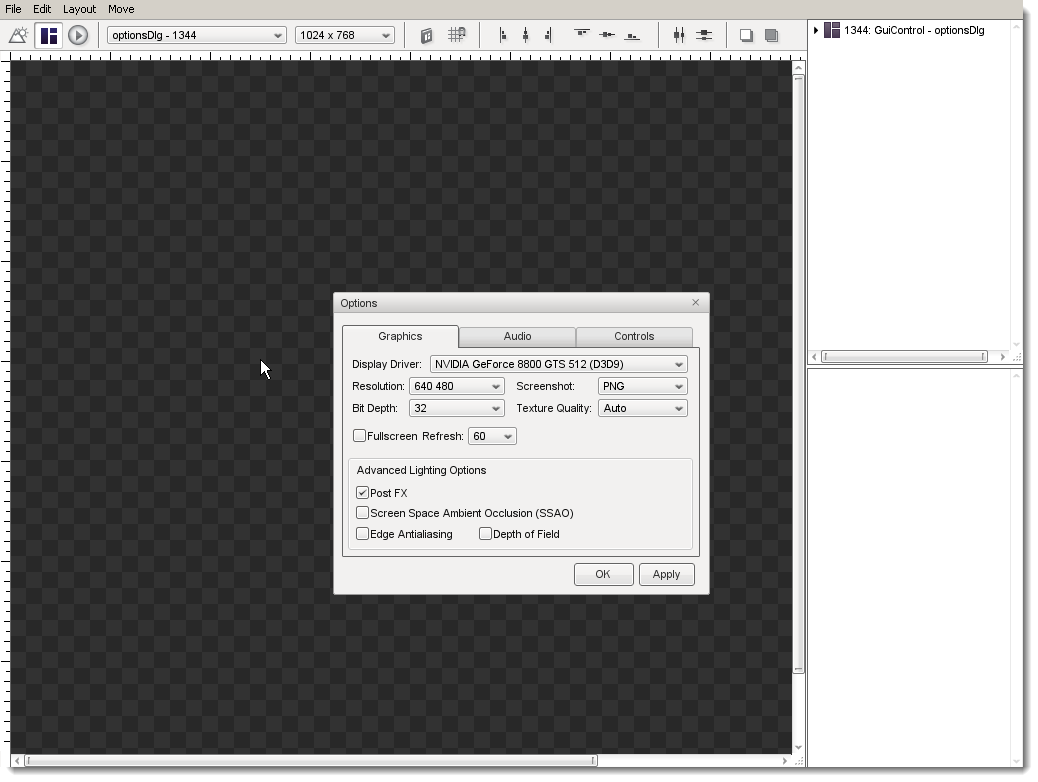 File Edit Layout Move
optionsDlg - 1344 1024 x 768
1344: GuiControl - optionsDlg
Options
Graphics Audio Controls
Display Driver: NVIDIA GeForce 8800 GTS 512 (D3D9)
Resolution: 640 480 Screenshot: PNG
Bit Depth: 32 Texture Quality: Auto
Fullscreen Refresh: 60
Advanced Lighting Options
Post FX
Screen Space Ambient Occlusion (SSAO)
Edge Antialiasing Depth of Field
OK Apply